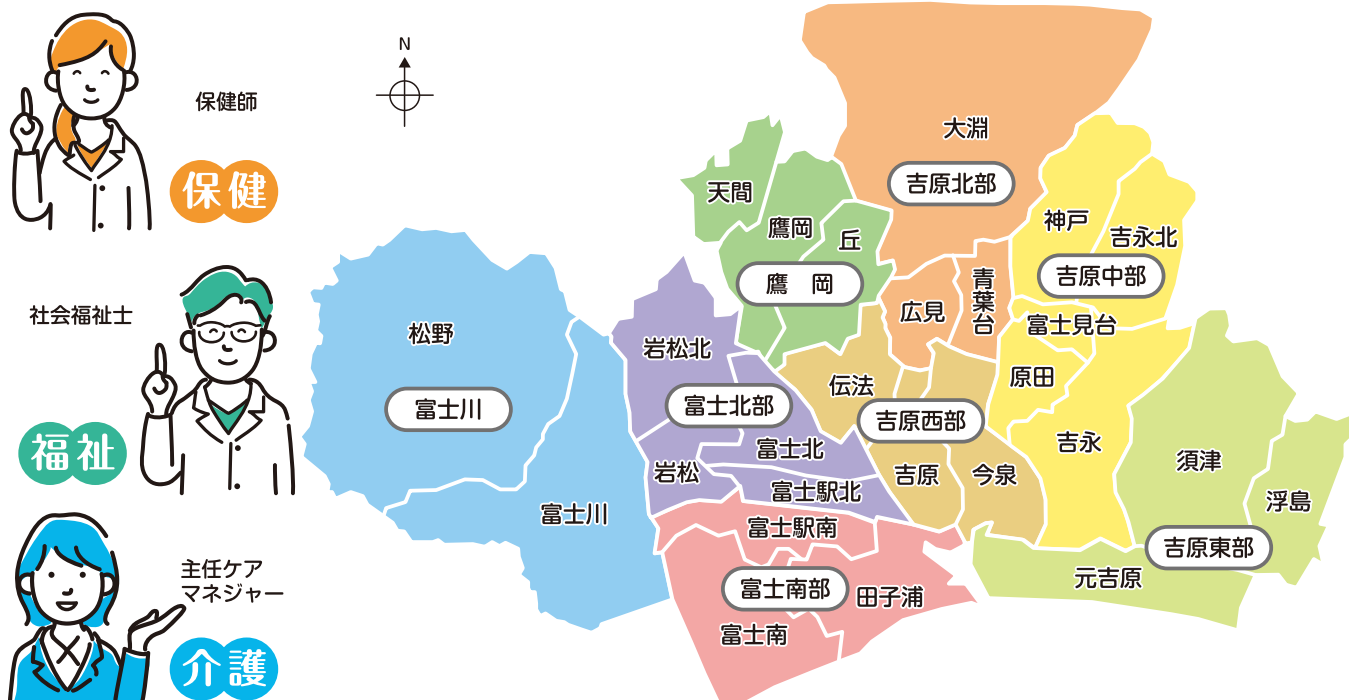 保健師
保健
社会福祉士
福祉
主任ケア
マネジャー
介護
N
大淵
吉原北部
天間
鷹岡
丘
鷹　岡
神戸
吉永北
吉原中部
広見
青葉台
富士見台
松野
岩松北
原田
伝法
富士川
富士北部
吉原西部
吉永
富士北
岩松
吉原
今泉
須津
富士駅北
浮島
富士川
富士駅南
吉原東部
元吉原
富士南部
田子浦
富士南